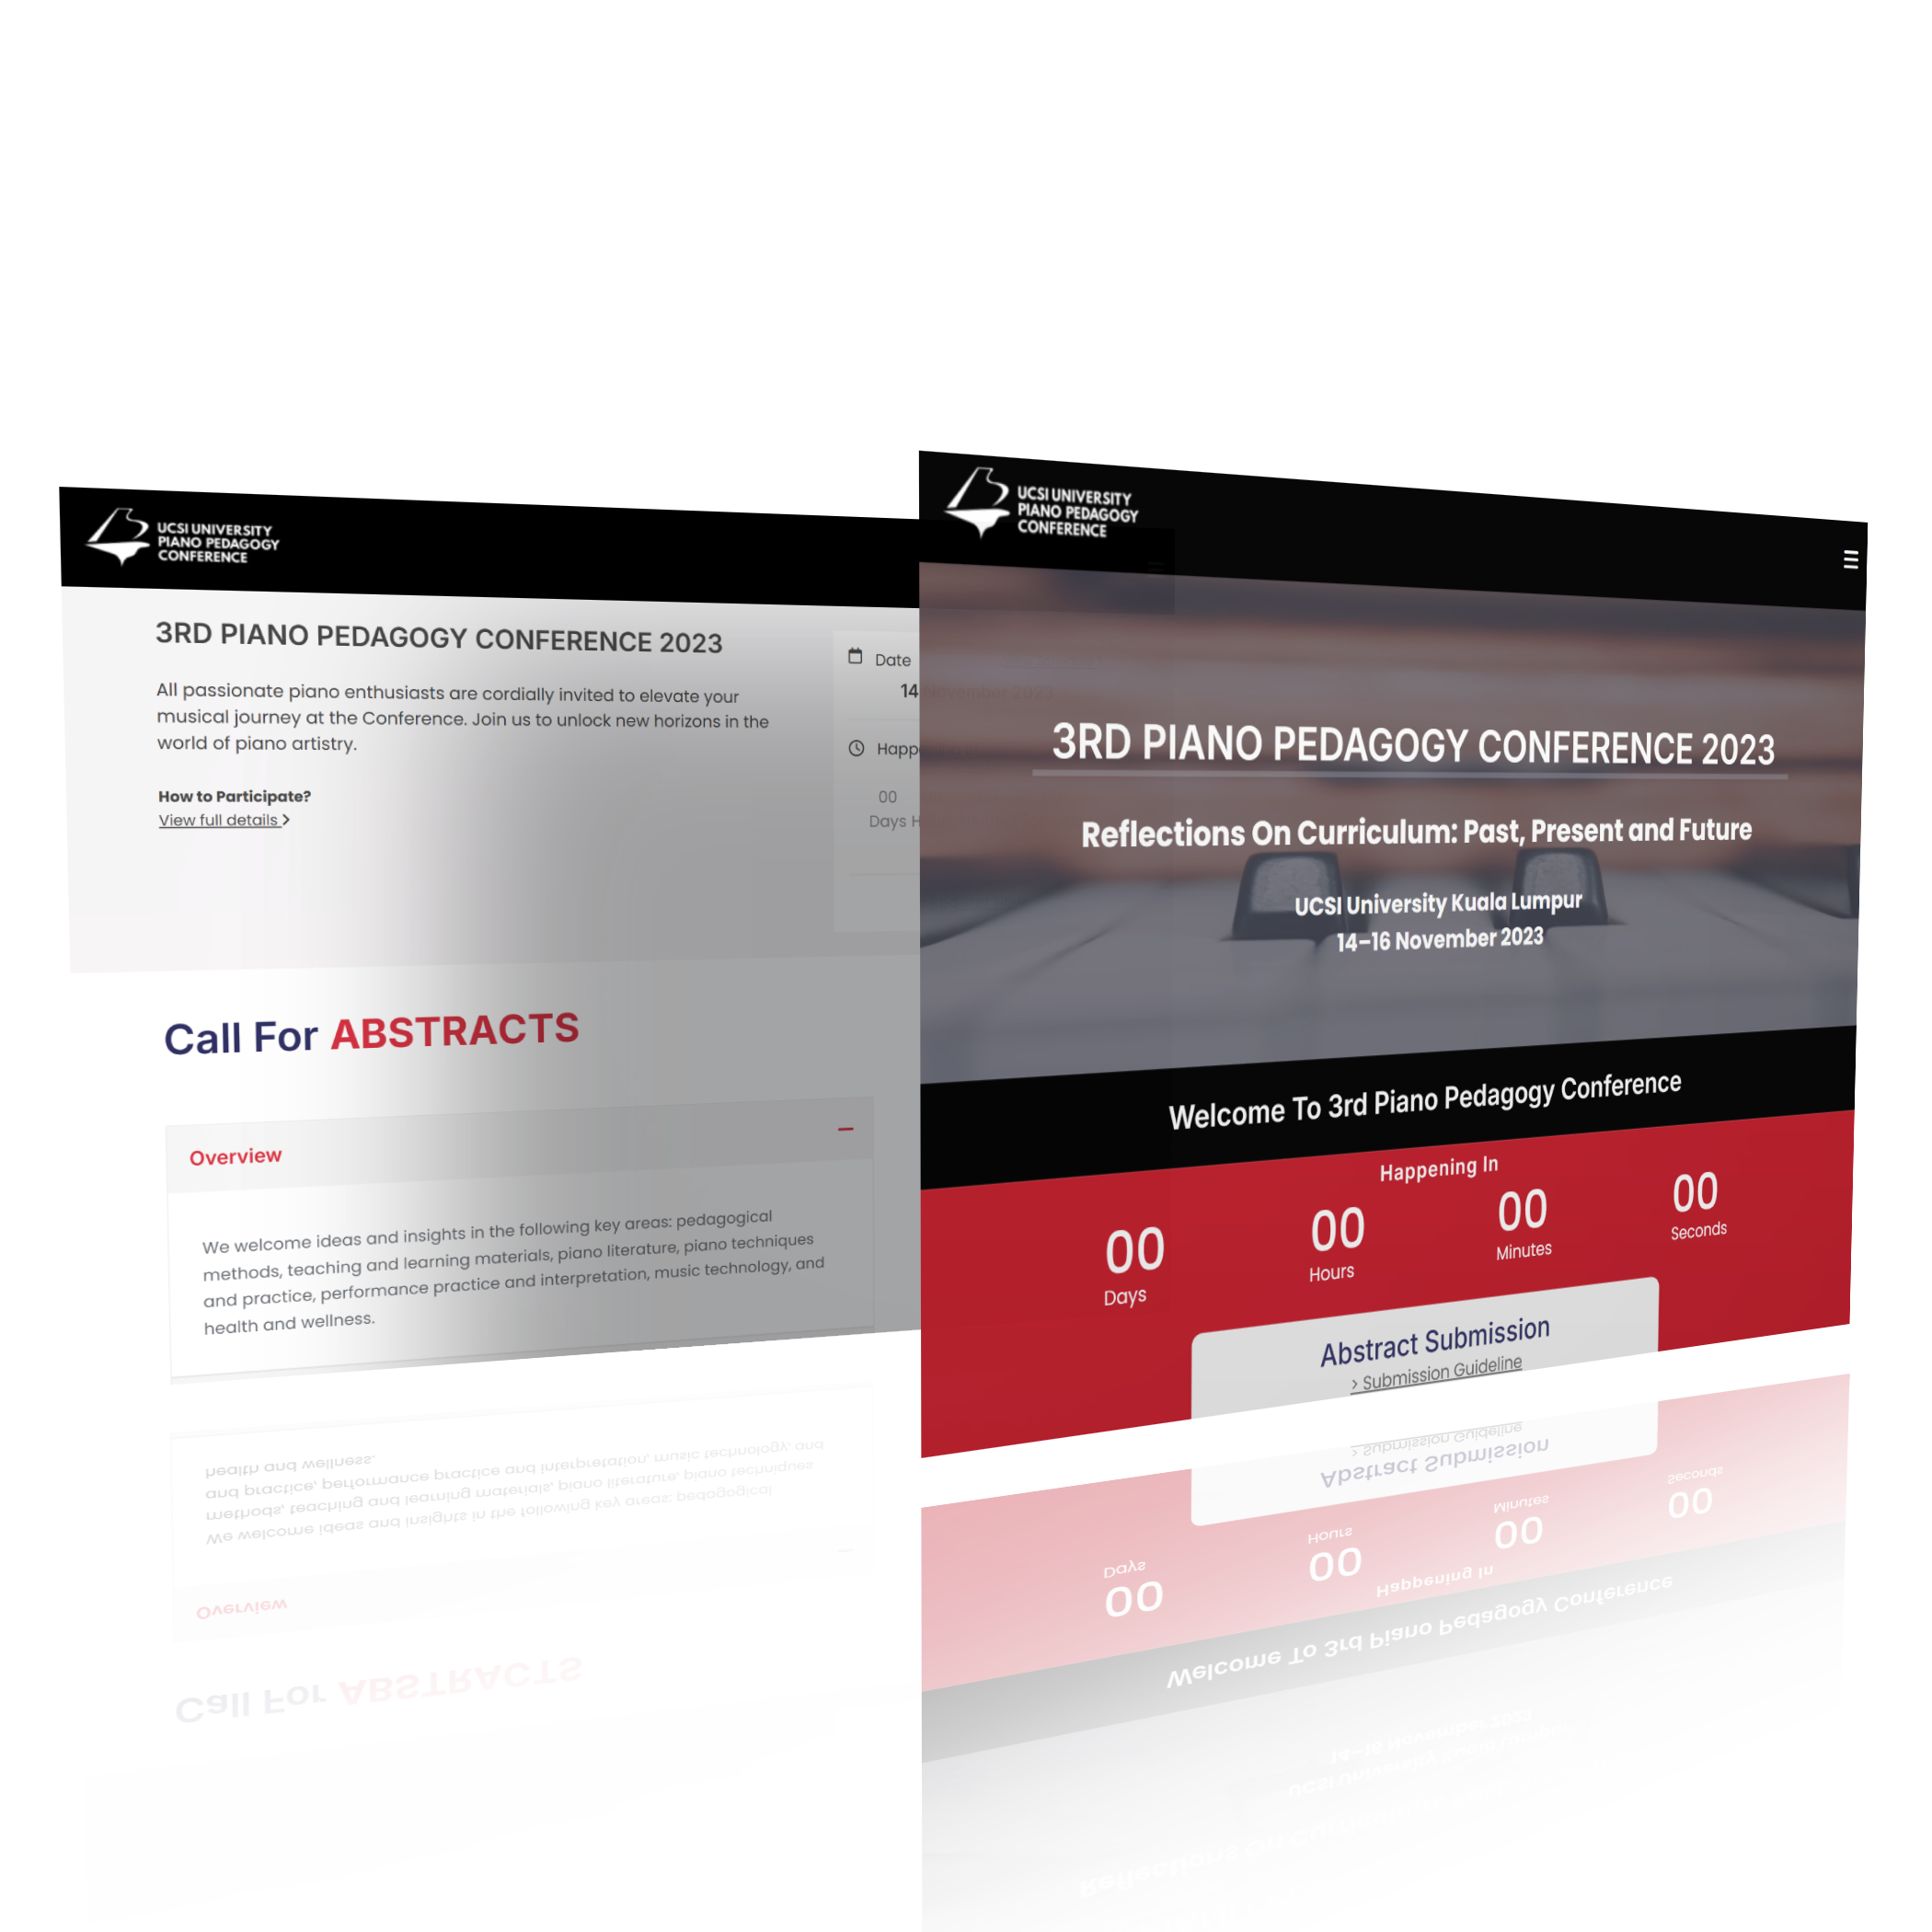 UCSI UNIVERSITY
PIANO PEDAGOGY
CONFERENCE
3RD PIANO PEDAGOGY CONFERENCE 2023
All passionate piano enthusiasts are cordially invited to elevate your
musical journey at the Conference. Join us to unlock new horizons in the
world of piano artistry.
How to Participate?
View full details >
Date
14 November 2023
00
Days
Call For ABSTRACTS
Overview
We welcome ideas and insights in the following key areas: pedagogical
methods, teaching and learning materials, piano literature, piano techniques
and practice, performance practice and interpretation, music technology, and
health and wellness.
UCSI UNIVERSITY
PIANO PEDAGOGY
CONFERENCE
3RD PIANO PEDAGOGY CONFERENCE 2023
Reflections On Curriculum: Past, Present and Future
UCSI University Kuala Lumpur
14–16 November 2023
Welcome To 3rd Piano Pedagogy Conference
Happening In
00 00 00 00
Days Hours Minutes Seconds
Abstract Submission
> Submission Guideline